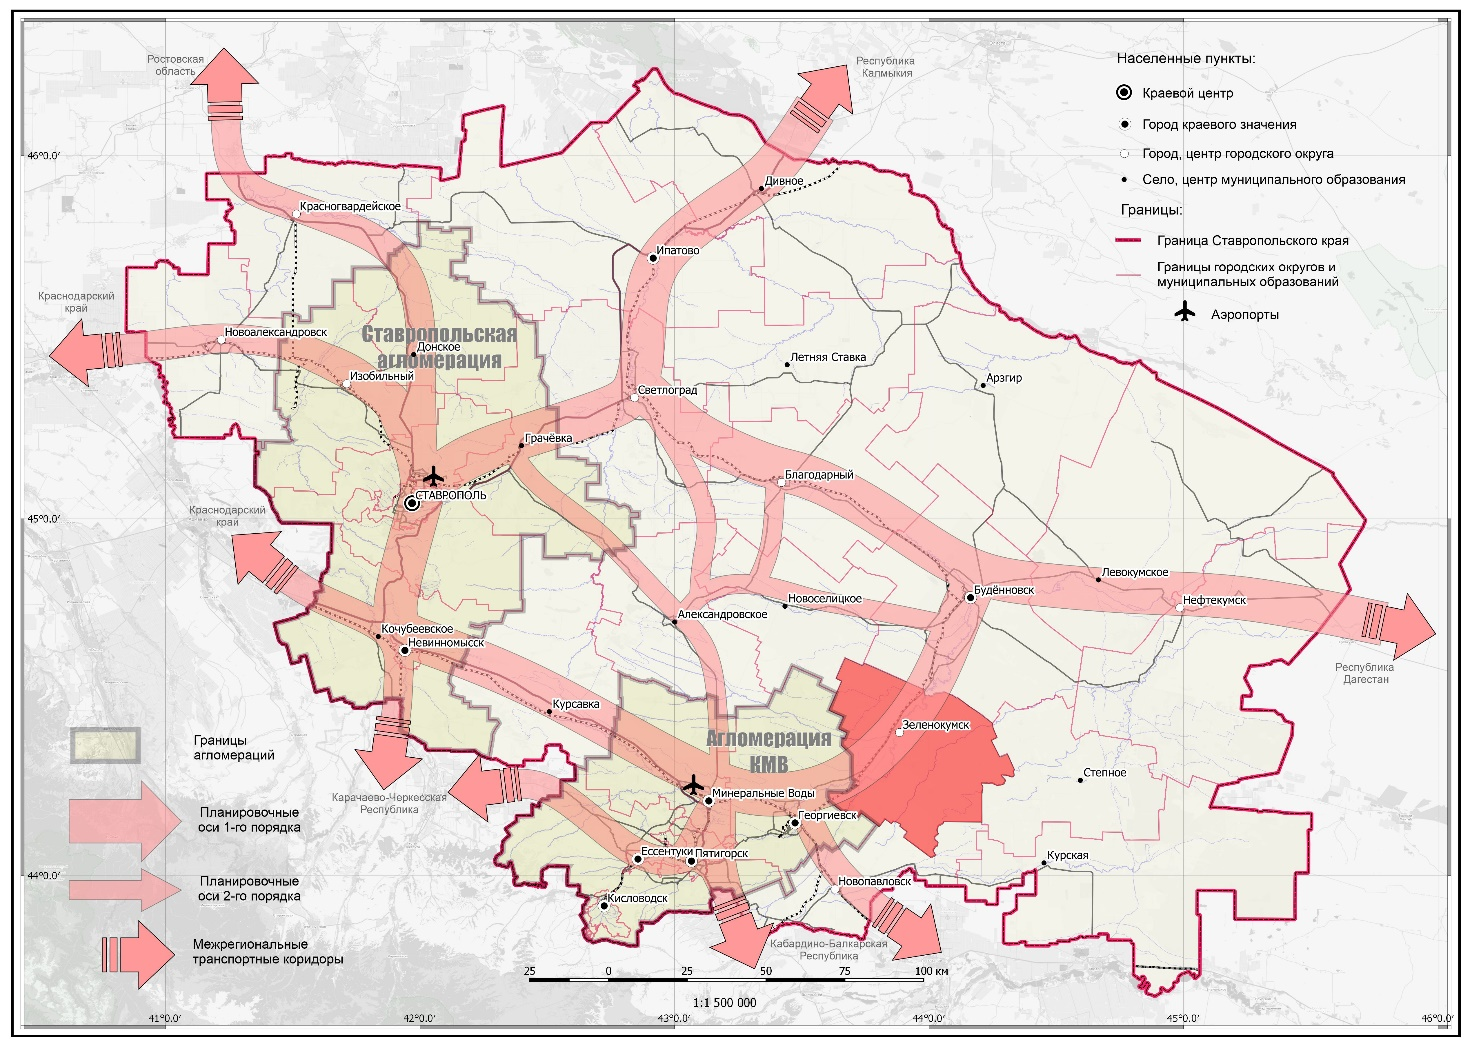 Ростовская
область
Республика
Калмыкия
Населенные пункты:
Краевой центр
Город краевого значения
Город, центр городского округа
Село, центр муниципального образования
Границы:
Граница Ставропольского края
Границы городских округов и
муниципальных образований
Аэропорты
46°0.0'
45°0.0'
44°0.0'
Дивное
Красногвардейское
Ипатово
Краснодарский
край
Новоалександровск
Ставропольская
агломерация
Донское
Изобильный
Летняя Ставка
Арзгир
Светлоград
Грачёвка
Благодарный
СТАВРОПОЛЬ
Краснодарский
край
Левокумское
Будённовск
Новоселицкое
Нефтекумск
Александровское
Кочубеевское
Невинномысск
Республика
Дагестан
Курсавка
Зеленокумск
Агломерация
КМВ
Степное
Минеральные Воды
Георгиевск
Карачаево-Черкесская
Республика
Ессентуки
Пятигорск
Курская
Новопавловск
Кисловодск
Кабардино-Балкарская
Республика
Границы
агломераций
Планировочные
оси 1-го порядка
Планировочные
оси 2-го порядка
Межрегиональные
транспортные коридоры
25 0 25 50 75 100 км
1:1 500 000
41°0.0' 42°0.0' 43°0.0' 44°0.0' 45°0.0' 46°0.0'